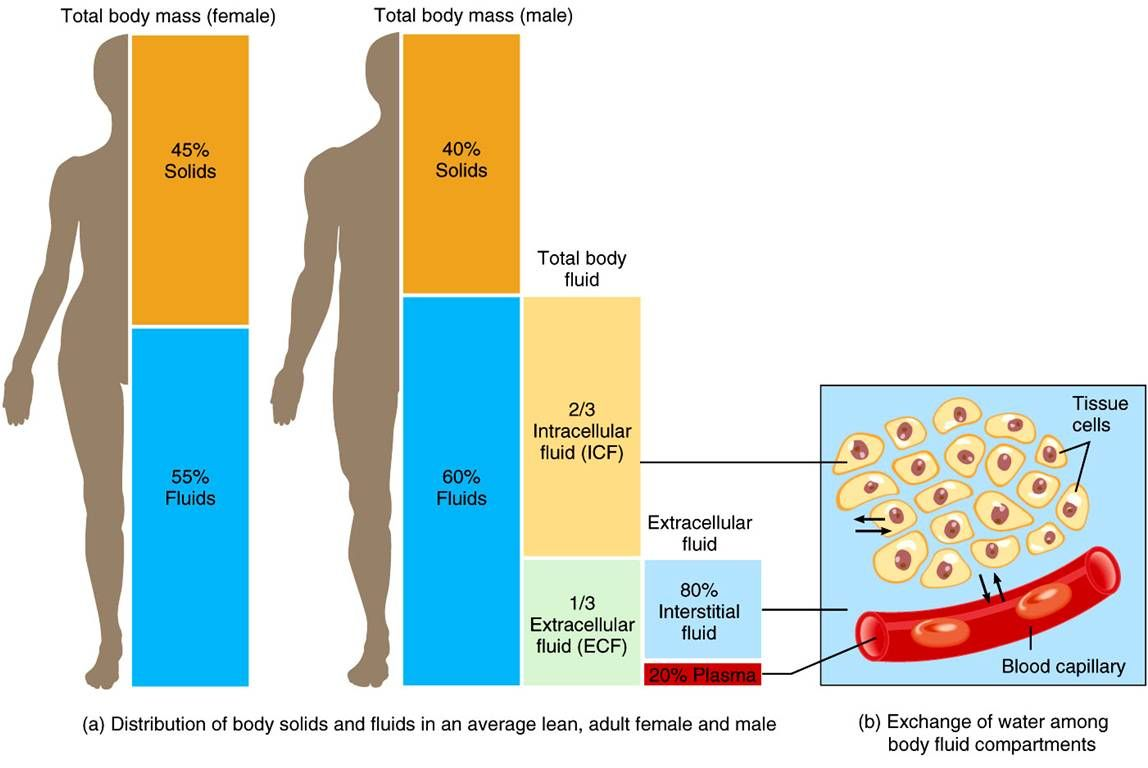 Total body mass (female)
45%
Solids
55%
Fluids
Total body mass (male)
40%
Solids
60%
Fluids
Total body
fluid
2/3
Intracellular
fluid (ICF)
1/3
Extracellular
fluid (ECF)
Extracellular
fluid
80%
Interstitial
fluid
20% Plasma
Tissue
cells
Blood capillary
(a) Distribution of body solids and fluids in an average lean, adult female and male
(b) Exchange of water among
body fluid compartments